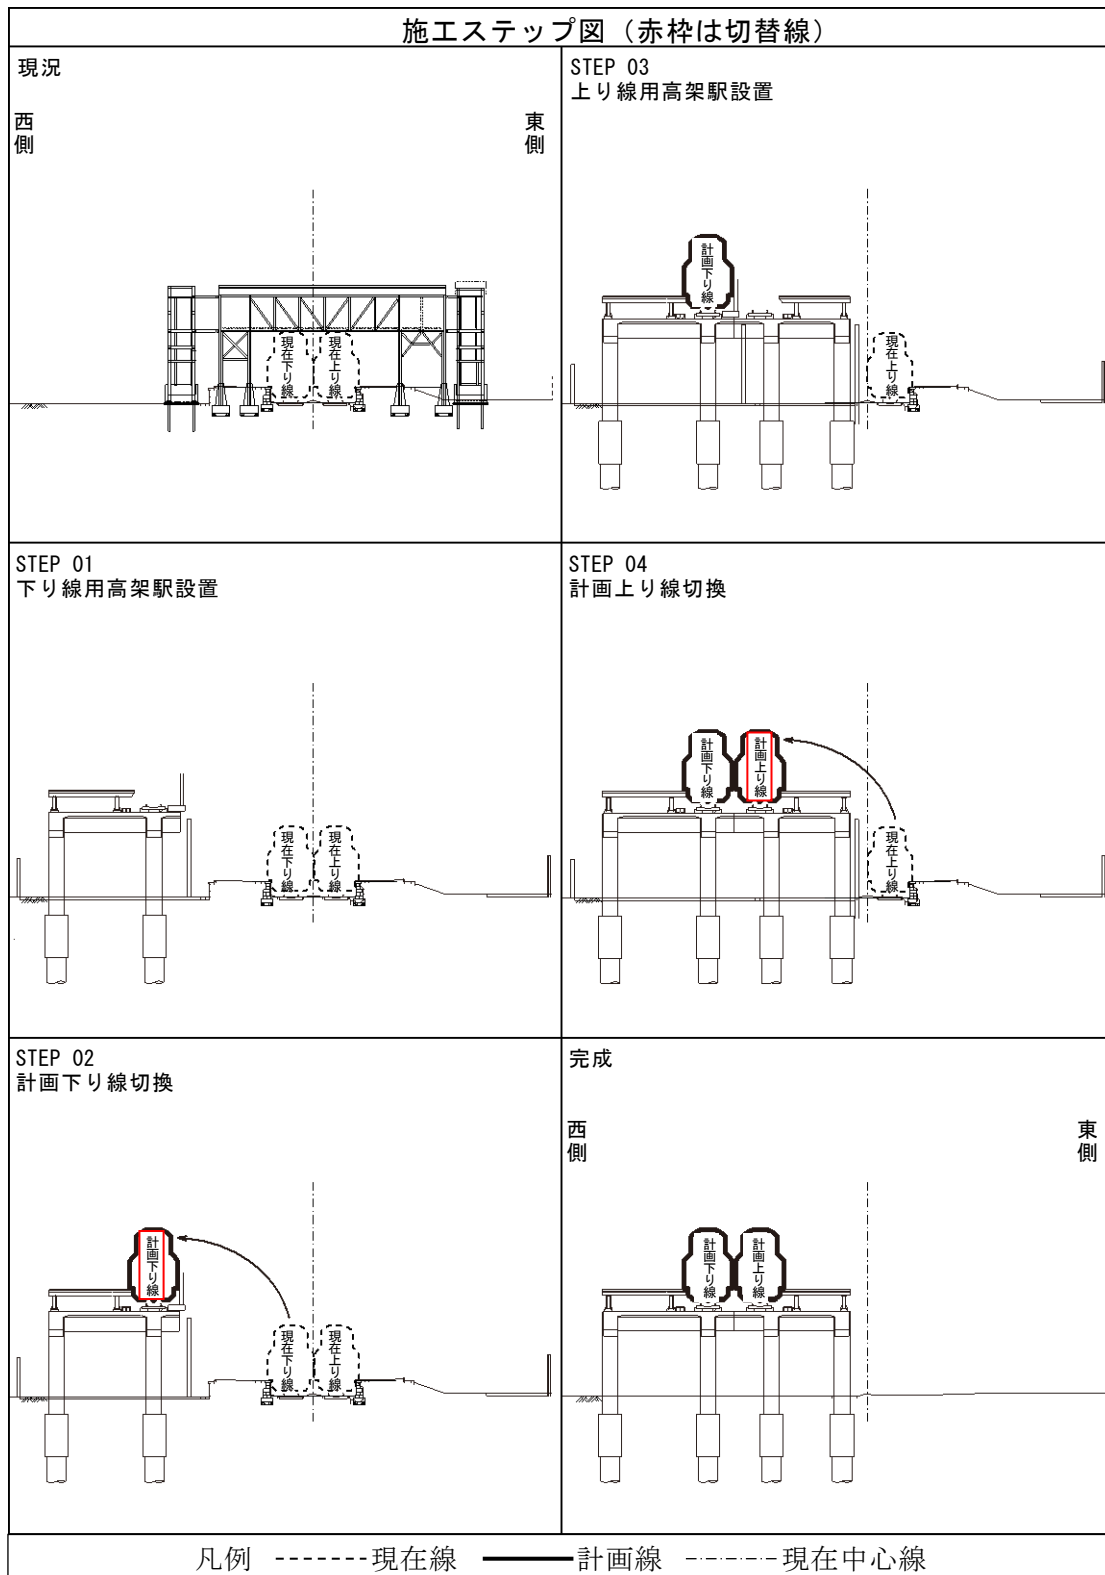 施工ステップ図（赤枠は切替線）
現況
西側
東側
現在下り線
現在上り線
STEP 01
下り線用高架駅設置
現在下り線
現在上り線
STEP 02
計画下り線切換
計画下り線
現在下り線
現在上り線
STEP 03
上り線用高架駅設置
計画下り線
現在上り線
STEP 04
計画上り線切換
計画下り線
計画上り線
現在上り線
完成
西側
東側
計画下り線
計画上り線
凡例 現在線 計画線 現在中心線